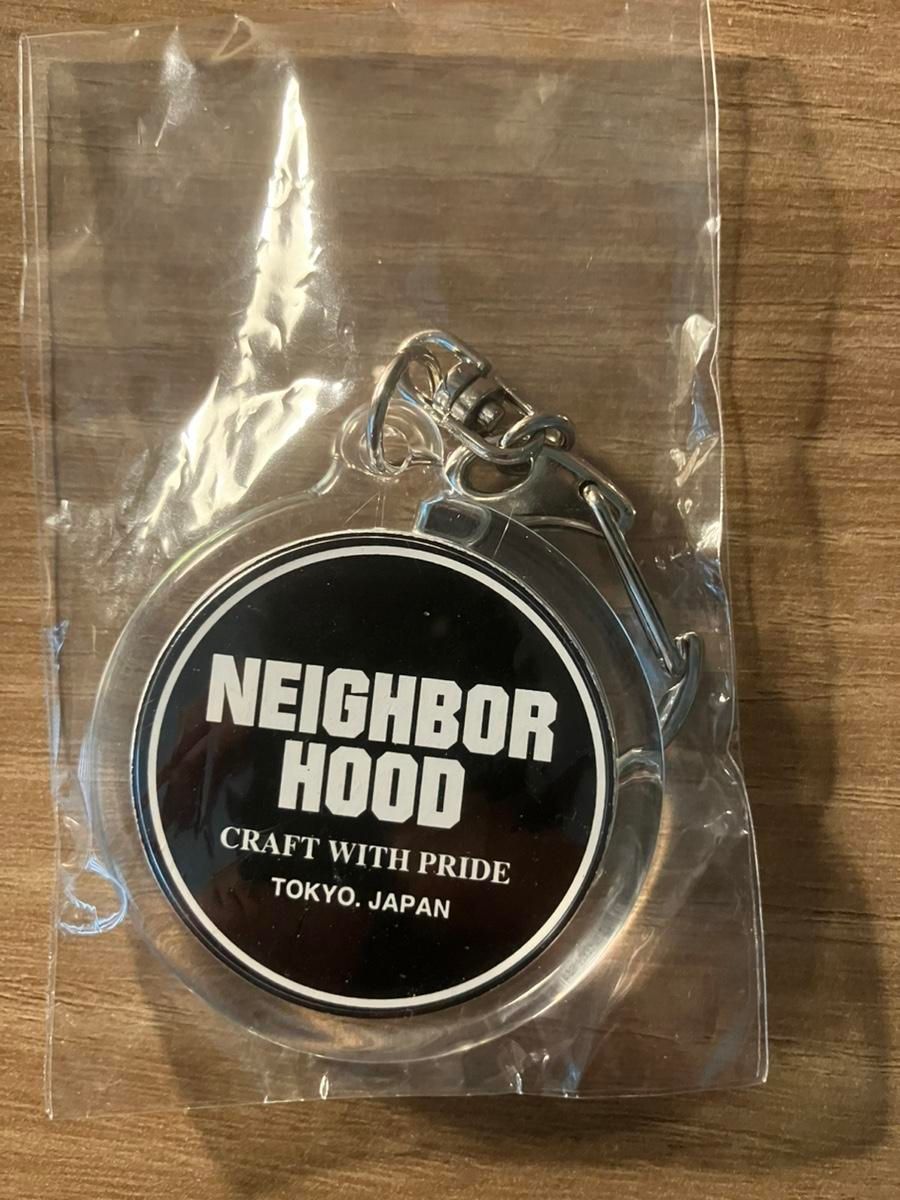 NEIGHBOR
HOOD
CRAFT WITH PRIDE
TOKYO. JAPAN